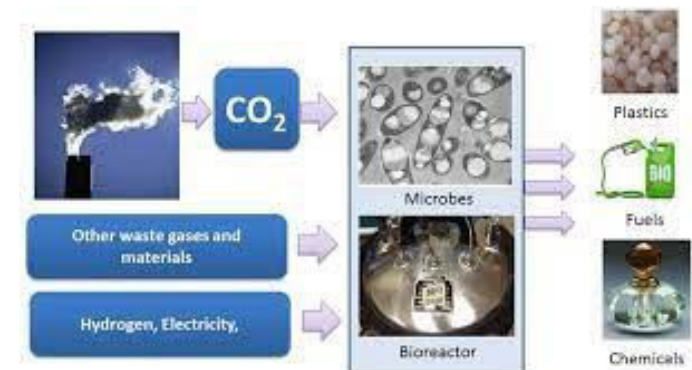 CO2
Other waste gases and
materials
Hydrogen, Electricity,
Microbes
Bioreactor
Plastics
BIO
Fuels
Chemicals